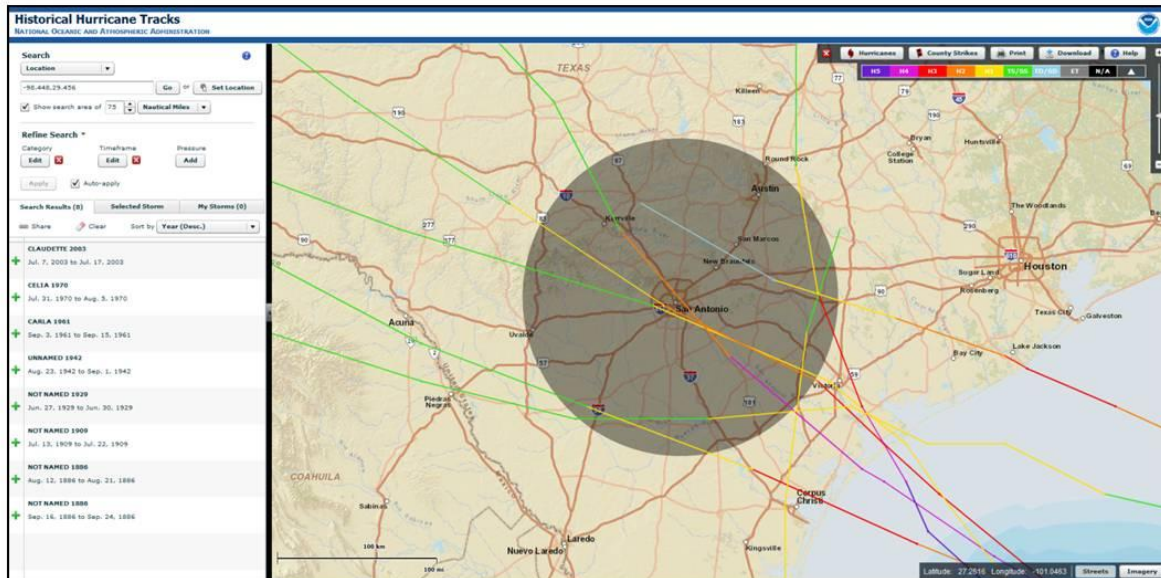 Historical Hurricane Tracks
NATIONAL OCEANIC AND ATMOSPHERIC ADMINISTRATION
Search
Location
-98.448,29.456
Go or Set Location
Show search area of 75 Nautical Miles
Refine Search
Category Timeframe Pressure
Edit Edit Add
Apply Auto-apply
Search Results (8) Selected Storm My Storms (0)
Share Clear Sort by Year (Desc.)
CLAUDETTE 2003
Jul. 7, 2003 to Jul. 17, 2003
CELIA 1970
Jul. 31, 1970 to Aug. 5, 1970
CARLA 1961
Sep. 3, 1961 to Sep. 15, 1961
UNNAMED 1942
Aug. 23, 1942 to Sep. 1, 1942
NOT NAMED 1929
Jun. 27, 1929 to Jun. 30, 1929
NOT NAMED 1909
Jul. 13, 1909 to Jul. 22, 1909
NOT NAMED 1886
Aug. 12, 1886 to Aug. 21, 1886
NOT NAMED 1886
Sep. 16, 1886 to Sep. 24, 1886
Hurricanes County Strikes Print Download Help
H5 H4 H3 H2 H1 TS/SS TD/SD ET N/A
TEXAS
Killeen
Bryan
College Station
Huntsville
Round Rock
Austin
The Woodlands
Kerrville
San Marcos
New Braunfels
Houston
Sugar Land
Rosenberg
San Antonio
Texas City
Galveston
Acuna
Uvalde
Bay City
Lake Jackson
Victoria
Piedras Negras
COAHUILA
Corpus Christi
Sabinas
Laredo
Nuevo Laredo
Kingsville
100 km
100 mi
Latitude: 27.2616 Longitude: -101.0463 Streets Imagery